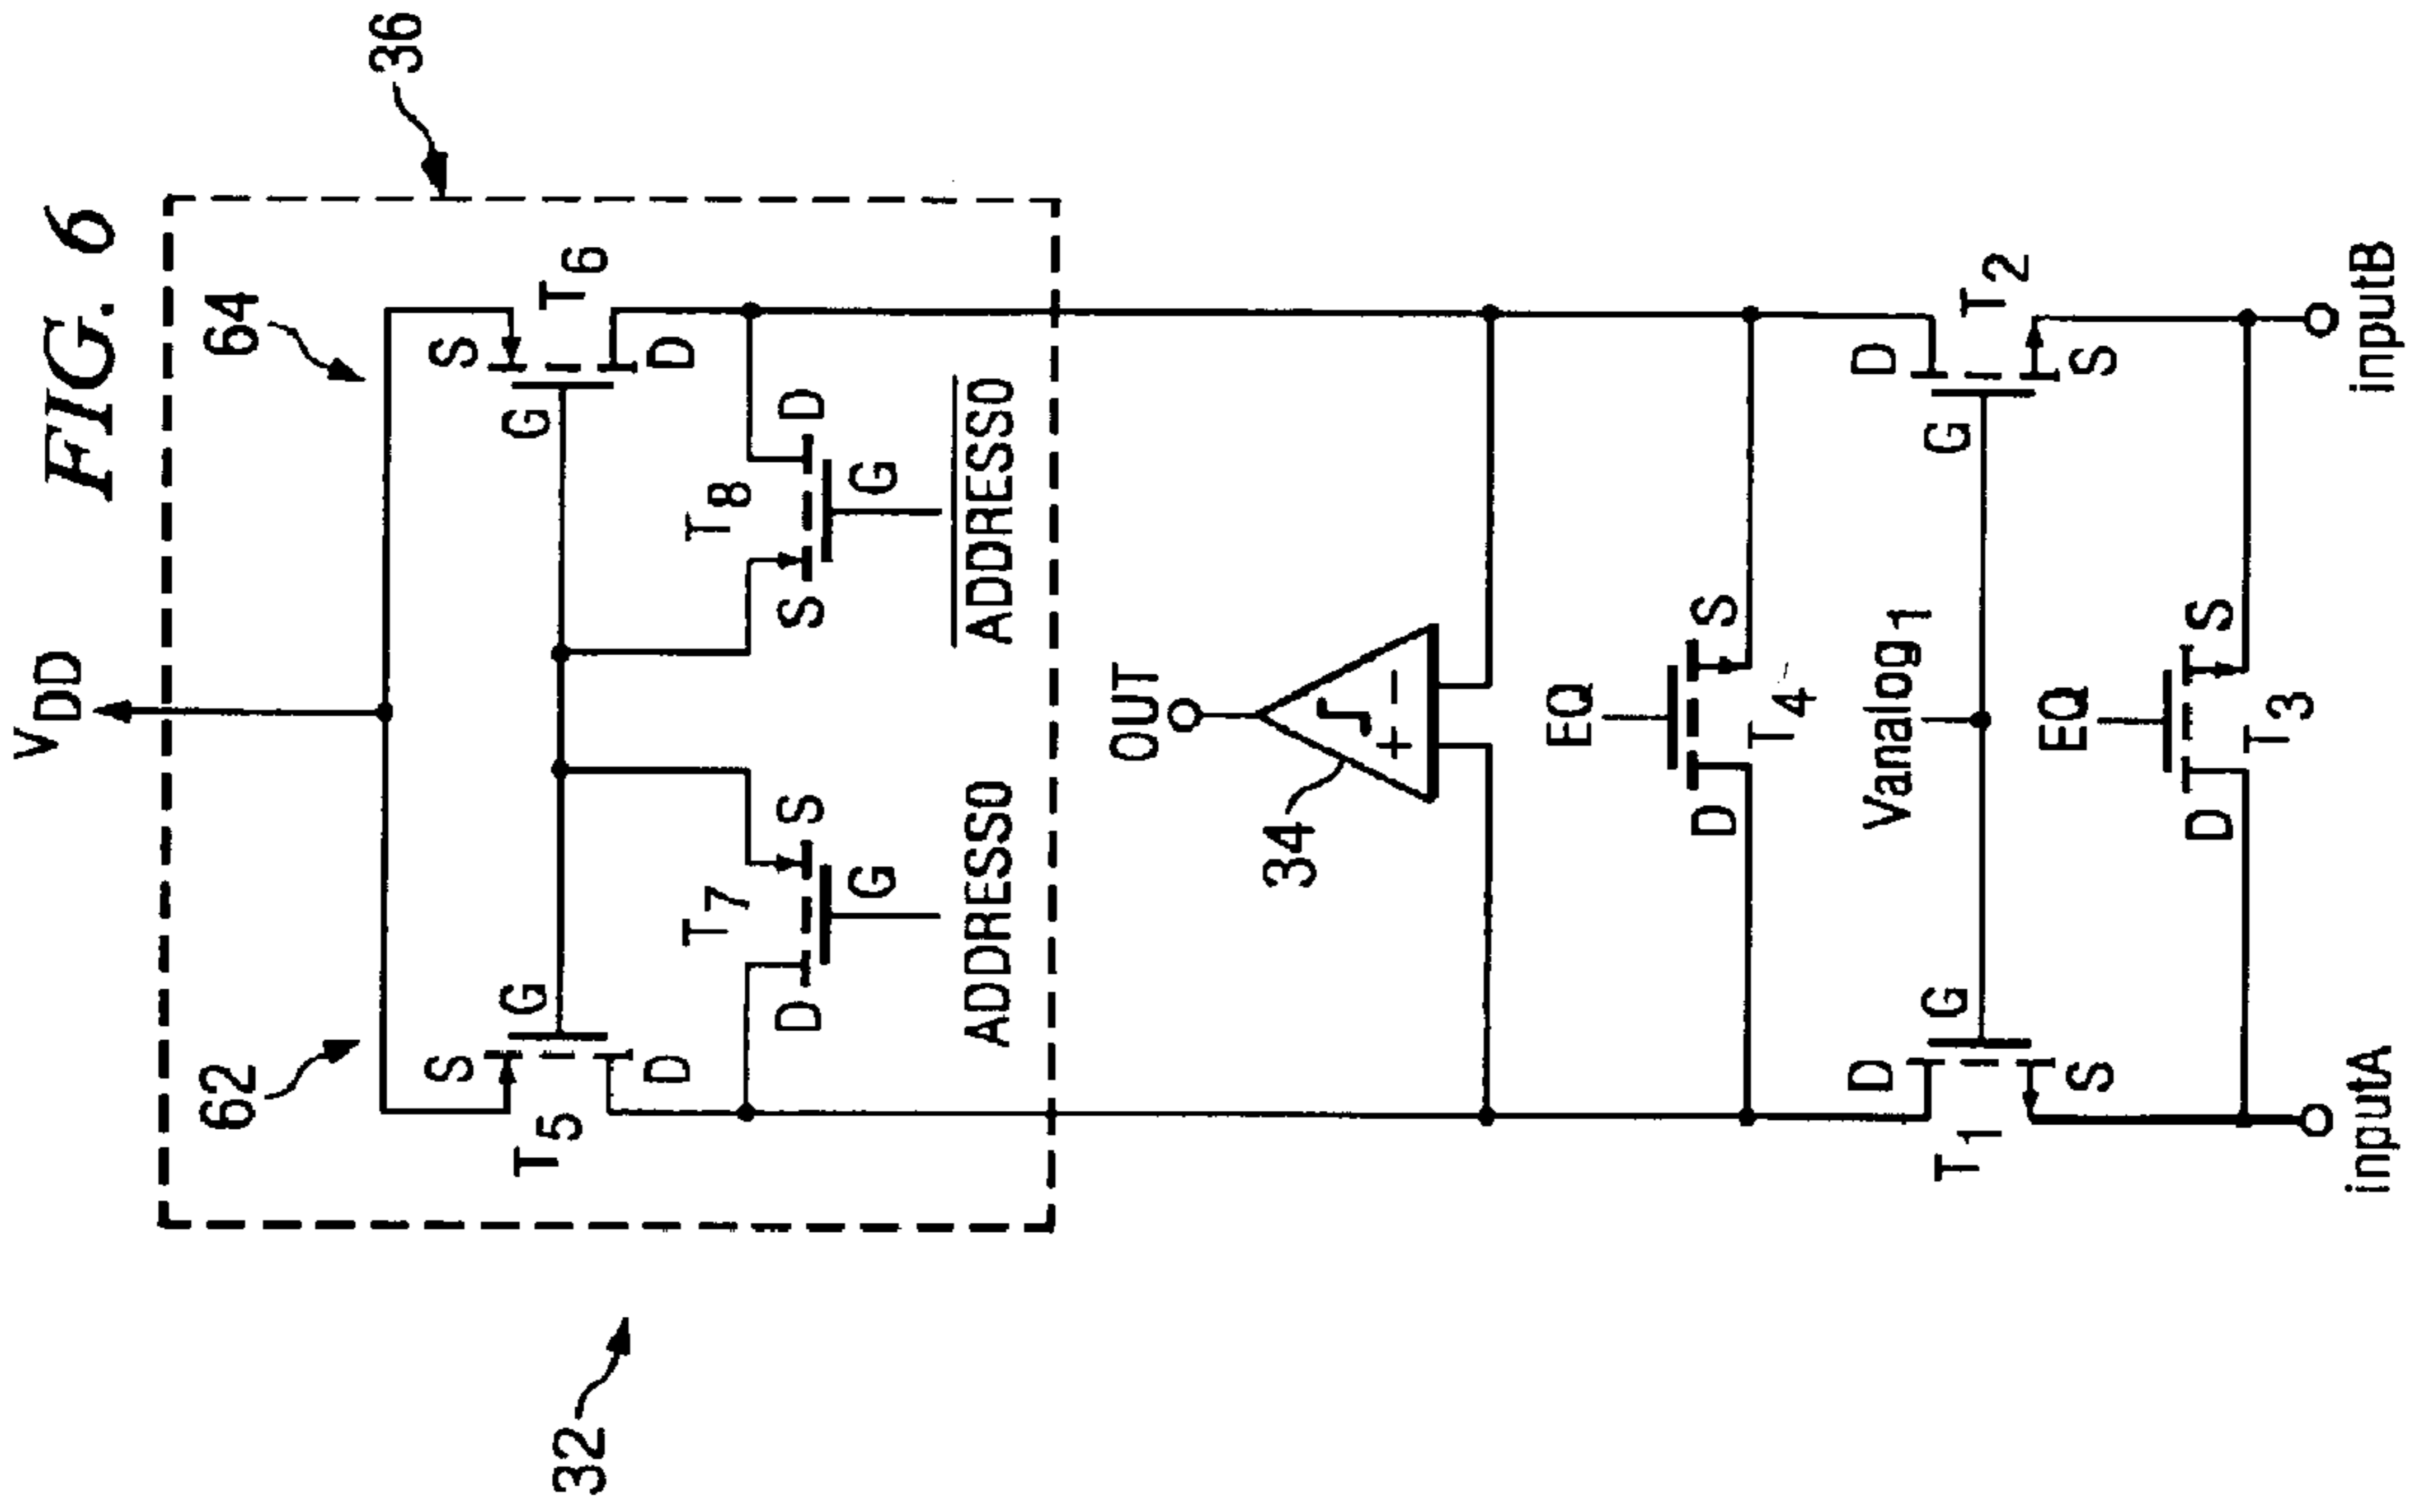 FIG. 6
VDD
36
62
64
T5
S
G
D
T6
S
G
D
T7
D
S
G
T8
S
D
G
ADDRESS0
ADDRESS0
32
OUT
34
+
−
EQ
D
S
T4
Vanalog1
T1
D
G
S
T2
D
G
S
EQ
D
S
T3
inputA
inputB